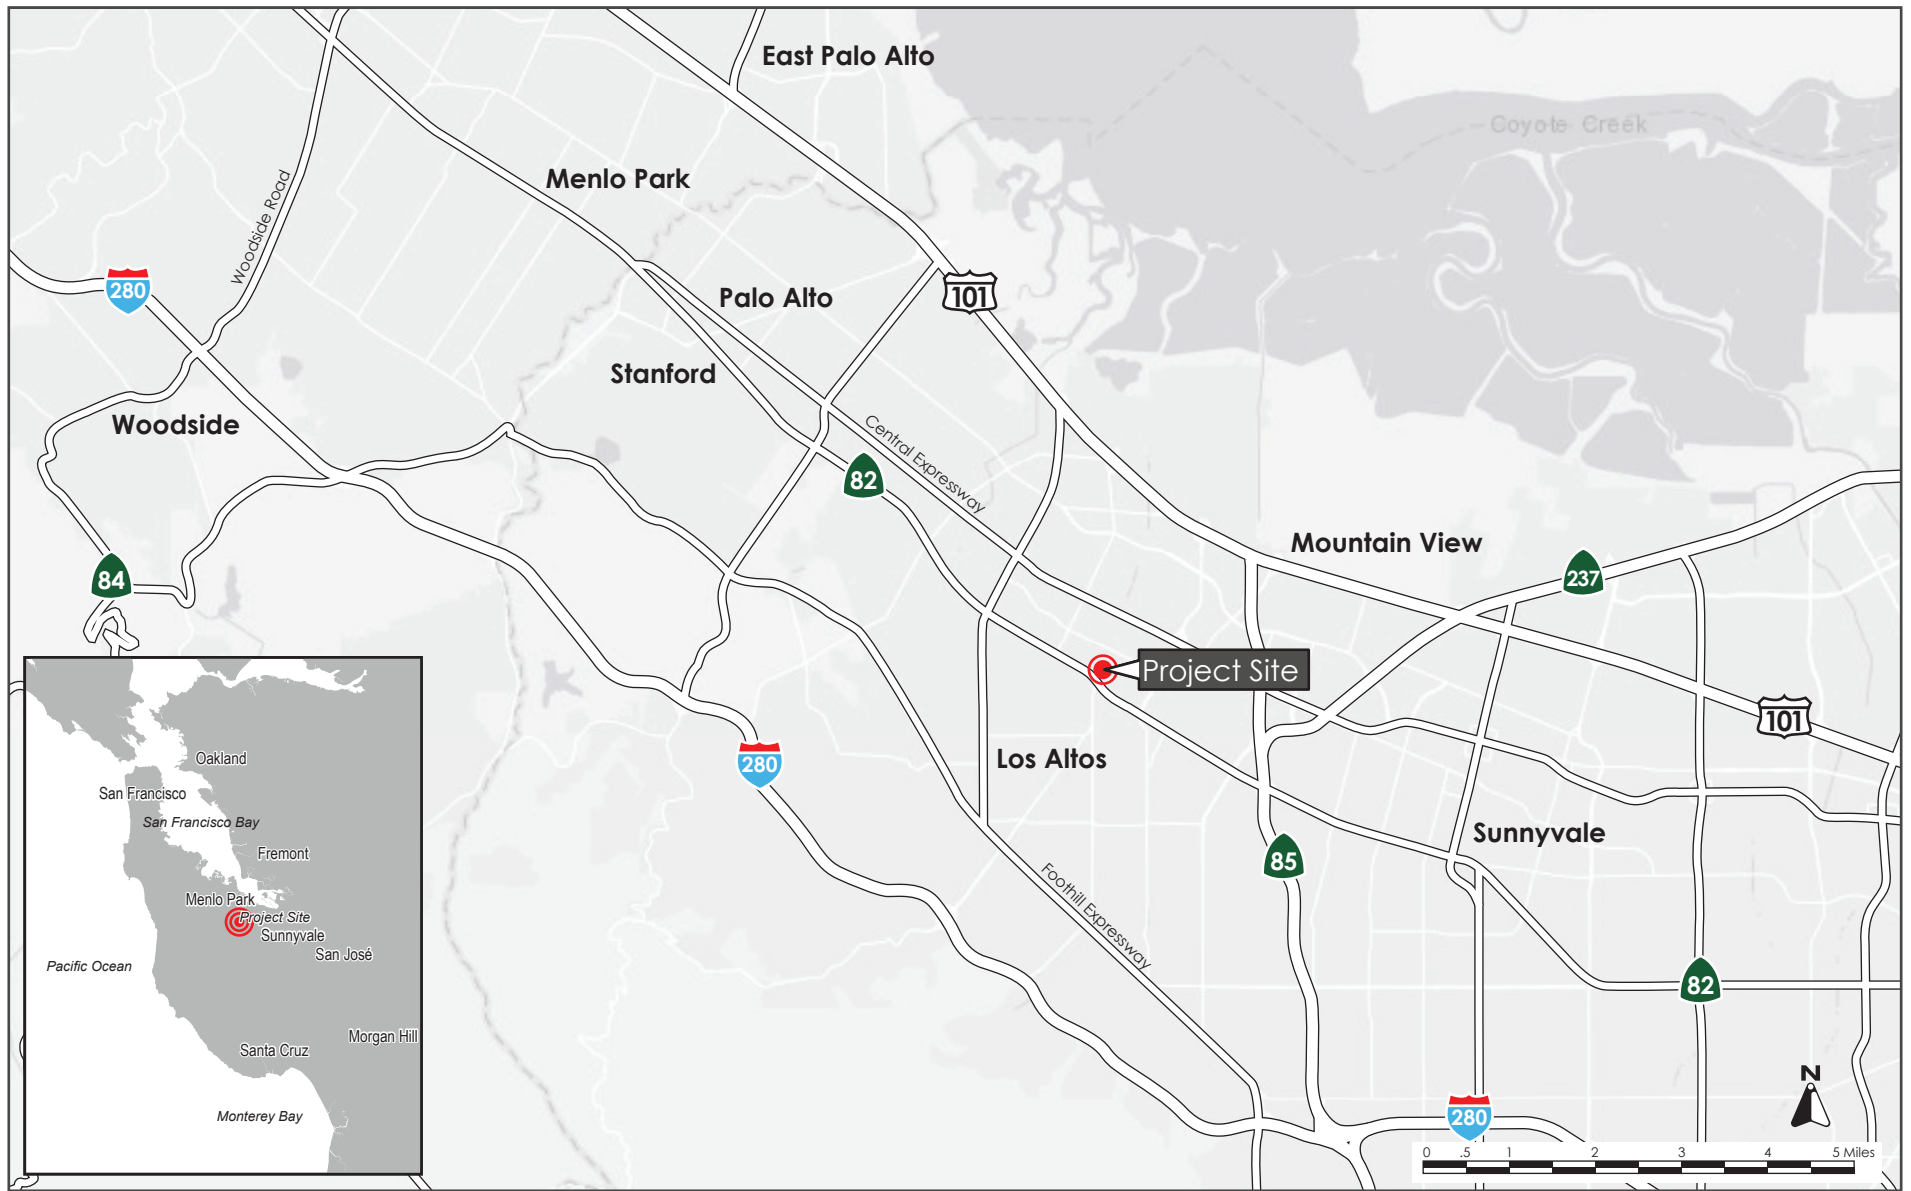 East Palo Alto
Coyote Creek
Menlo Park
Woodside Road
280
Palo Alto
101
Stanford
Woodside
Central Expressway
82
Mountain View
237
84
Project Site
101
Los Altos
280
Sunnyvale
85
Foothill Expressway
82
280
N
0 .5 1 2 3 4 5 Miles
Oakland
San Francisco
San Francisco Bay
Fremont
Menlo Park
Project Site
Sunnyvale
San José
Pacific Ocean
Morgan Hill
Santa Cruz
Monterey Bay